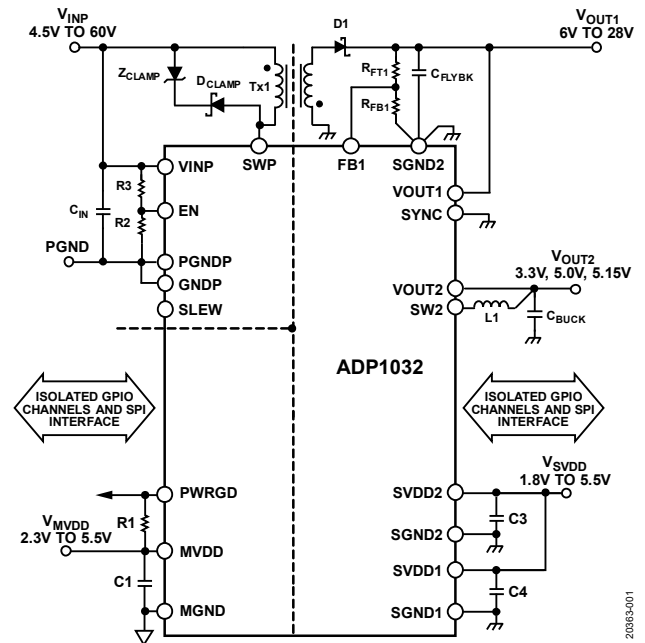 VINP
4.5V TO 60V
D1
VOUT1
6V TO 28V
ZCLAMP
DCLAMP
Tx1
RFT1
CFLYBK
RFB1
SWP
FB1
SGND2
VINP
R3
EN
CIN
R2
PGND
PGNDP
GNDP
SLEW
VOUT1
SYNC
VOUT2
3.3V, 5.0V, 5.15V
VOUT2
SW2
L1
CBUCK
ADP1032
ISOLATED GPIO
CHANNELS AND SPI
INTERFACE
ISOLATED GPIO
CHANNELS AND SPI
INTERFACE
PWRGD
R1
VMVDD
2.3V TO 5.5V
MVDD
C1
MGND
VSVDD
1.8V TO 5.5V
SVDD2
C3
SGND2
SVDD1
C4
SGND1
20363-001